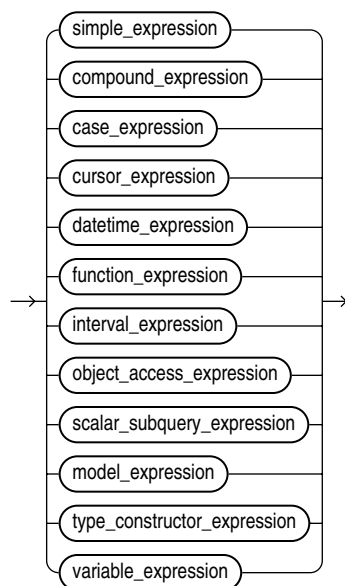 simple_expression
compound_expression
case_expression
cursor_expression
datetime_expression
function_expression
interval_expression
object_access_expression
scalar_subquery_expression
model_expression
type_constructor_expression
variable_expression